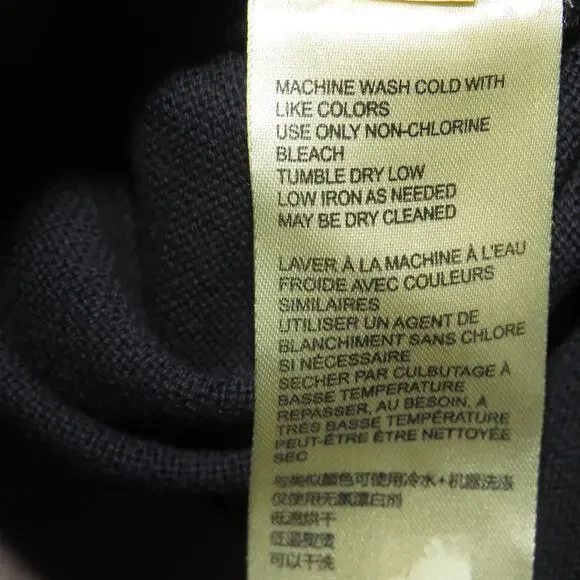 MACHINE WASH COLD WITH
LIKE COLORS
USE ONLY NON-CHLORINE
BLEACH
TUMBLE DRY LOW
LOW IRON AS NEEDED
MAY BE DRY CLEANED
LAVER À LA MACHINE À L'EAU
FROIDE AVEC COULEURS
SIMILAIRES
UTILISER UN AGENT DE
BLANCHIMENT SANS CHLORE
SI NÉCESSAIRE
SECHER PAR CULBUTAGE À
BASSE TEMPERATURE
REPASSER, AU BESOIN, A
TRÈS BASSE TEMPÉRATURE
PEUT-ÊTRE ÊTRE NETTOYÉE
SEC
与类似颜色可使用冷水+机器洗涤
仅使用无氯漂白剂
低温烘干
低温熨烫
可以干洗